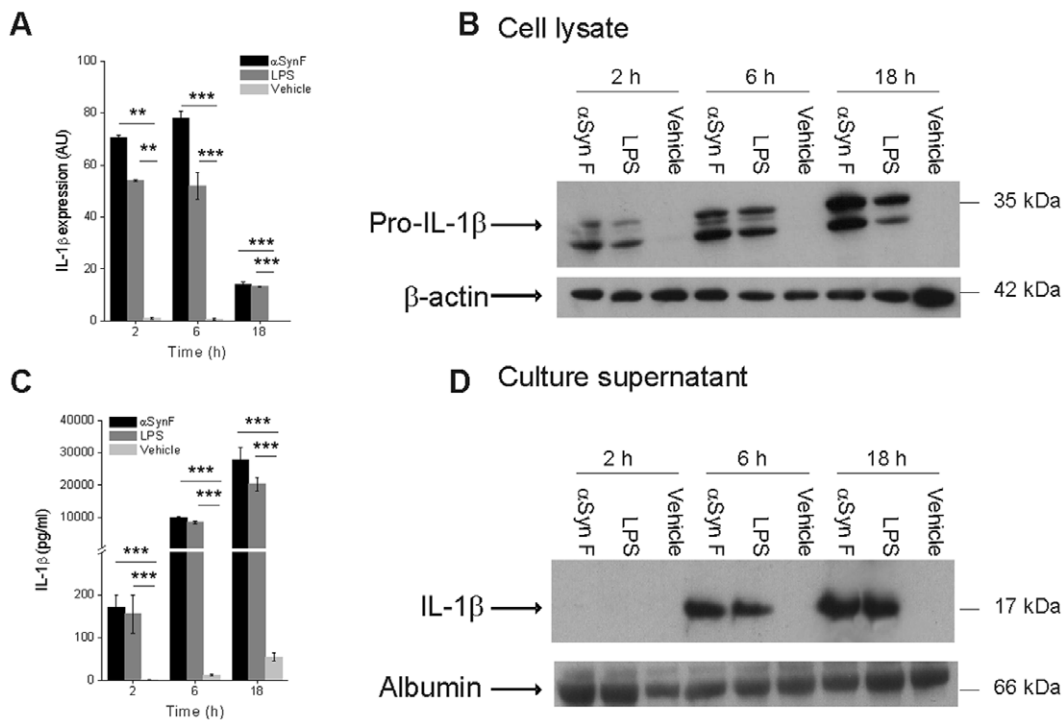 A
100
80
60
40
20
0
IL-1β expression (AU)
αSynF
LPS
Vehicle
** ***
** ***
***
***
2 6 18
Time (h)
B Cell lysate
2 h 6 h 18 h
αSyn F LPS Vehicle αSyn F LPS Vehicle αSyn F LPS Vehicle
Pro-IL-1β 35 kDa
β-actin 42 kDa
C
40000
30000
20000
10000
200
100
0
IL-1β (pg/ml)
αSynF
LPS
Vehicle
***
***
***
***
***
***
2 6 18
Time (h)
D Culture supernatant
2 h 6 h 18 h
αSyn F LPS Vehicle αSyn F LPS Vehicle αSyn F LPS Vehicle
IL-1β 17 kDa
Albumin 66 kDa